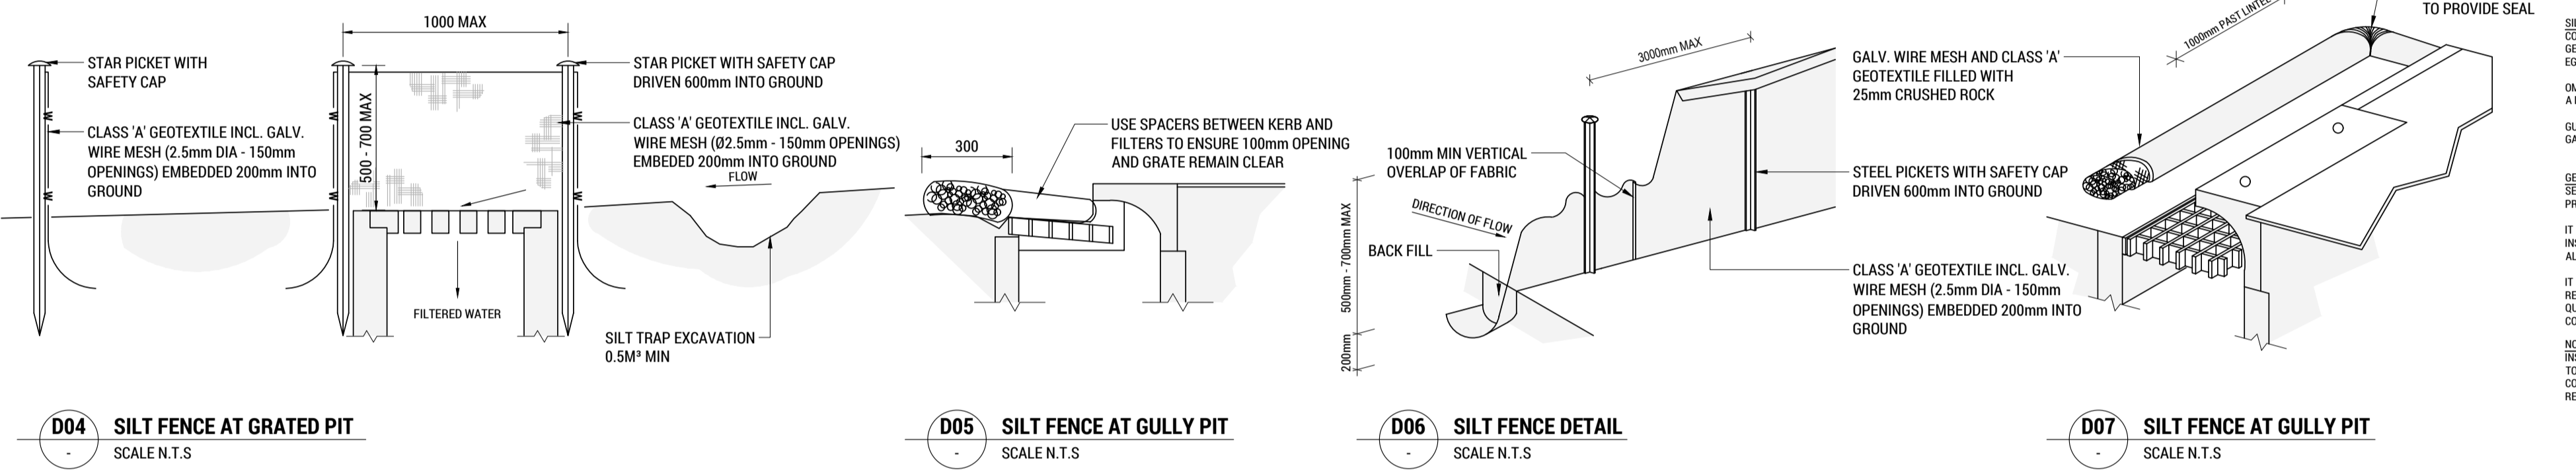 1000 MAX
STAR PICKET WITH
SAFETY CAP
CLASS 'A' GEOTEXTILE INCL. GALV.
WIRE MESH (2.5mm DIA - 150mm
OPENINGS) EMBEDDED 200mm INTO
GROUND
500 - 700 MAX
STAR PICKET WITH SAFETY CAP
DRIVEN 600mm INTO GROUND
CLASS 'A' GEOTEXTILE INCL. GALV.
WIRE MESH (Ø2.5mm - 150mm OPENINGS)
EMBEDED 200mm INTO GROUND
FLOW
FILTERED WATER
SILT TRAP EXCAVATION
0.5M³ MIN
D04
-
SILT FENCE AT GRATED PIT
SCALE N.T.S
300
USE SPACERS BETWEEN KERB AND
FILTERS TO ENSURE 100mm OPENING
AND GRATE REMAIN CLEAR
D05
-
SILT FENCE AT GULLY PIT
SCALE N.T.S
3000mm MAX
100mm MIN VERTICAL
OVERLAP OF FABRIC
DIRECTION OF FLOW
BACK FILL
500mm - 700mm MAX
200mm
STEEL PICKETS WITH SAFETY CAP
DRIVEN 600mm INTO GROUND
CLASS 'A' GEOTEXTILE INCL. GALV.
WIRE MESH (2.5mm DIA - 150mm
OPENINGS) EMBEDDED 200mm INTO
GROUND
D06
-
SILT FENCE DETAIL
SCALE N.T.S
GALV. WIRE MESH AND CLASS 'A'
GEOTEXTILE FILLED WITH
25mm CRUSHED ROCK
1000mm PAST LINTEL
TO PROVIDE SEAL
D07
-
SILT FENCE AT GULLY PIT
SCALE N.T.S